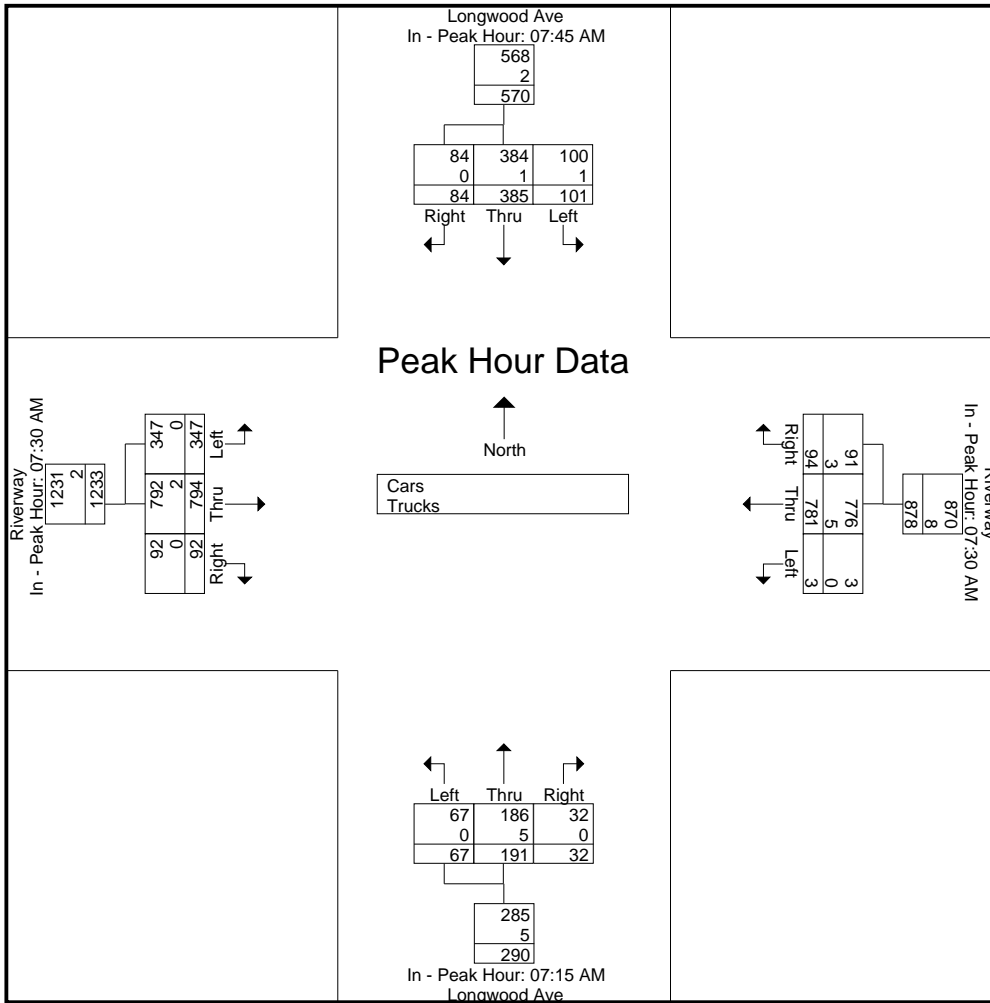 Longwood Ave
In - Peak Hour: 07:45 AM
568
2
570
84 384 100
0 1 1
84 385 101
Right Thru Left
Peak Hour Data
North
Cars
Trucks
Riverway
In - Peak Hour: 07:30 AM
1231
2
1233
347 0 347 Left
792 2 794 Thru
92 0 92 Right
Riverway
In - Peak Hour: 07:30 AM
870
8
878
Right 94 3 91
Thru 781 5 776
Left 3 0 3
Left Thru Right
67 186 32
0 5 0
67 191 32
285
5
290
In - Peak Hour: 07:15 AM
Longwood Ave